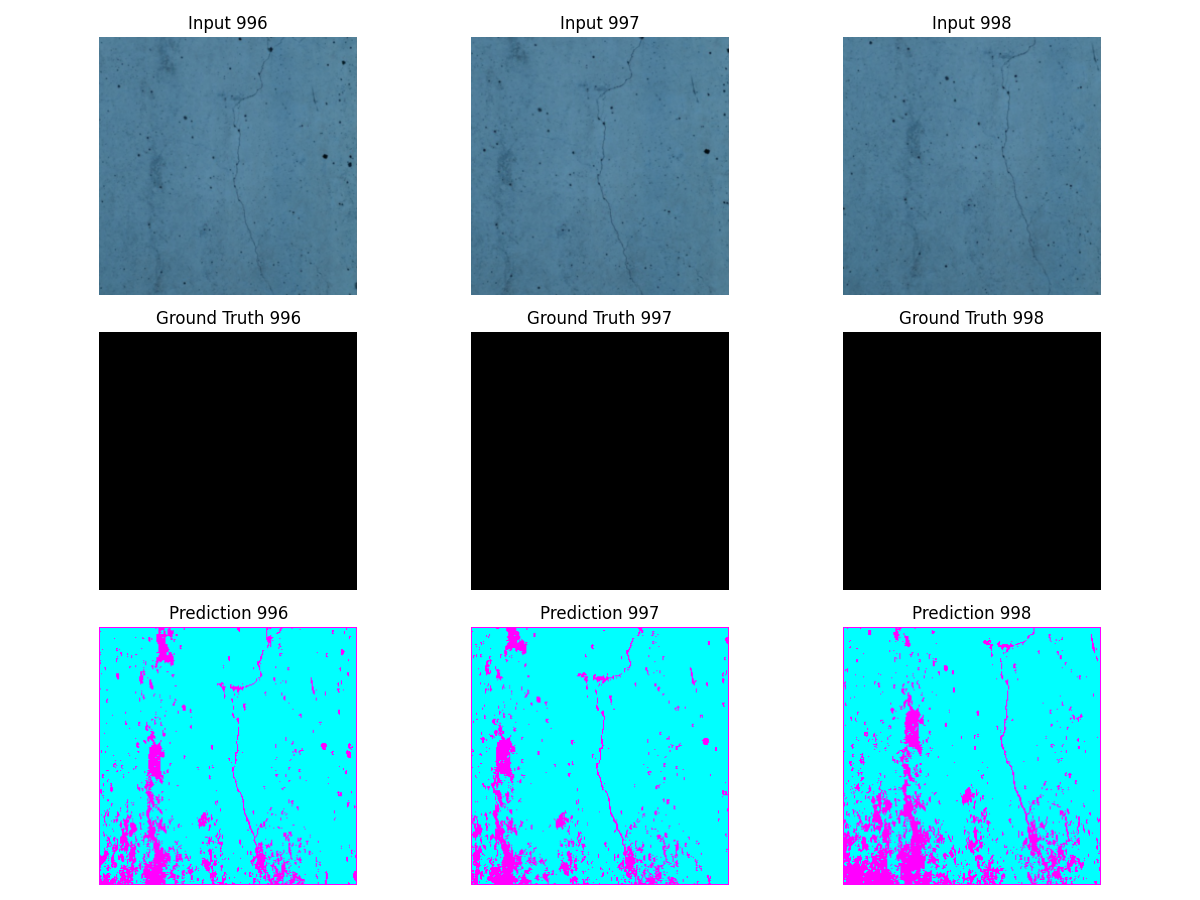 Input 996
Input 997
Input 998
Ground Truth 996
Ground Truth 997
Ground Truth 998
Prediction 996
Prediction 997
Prediction 998